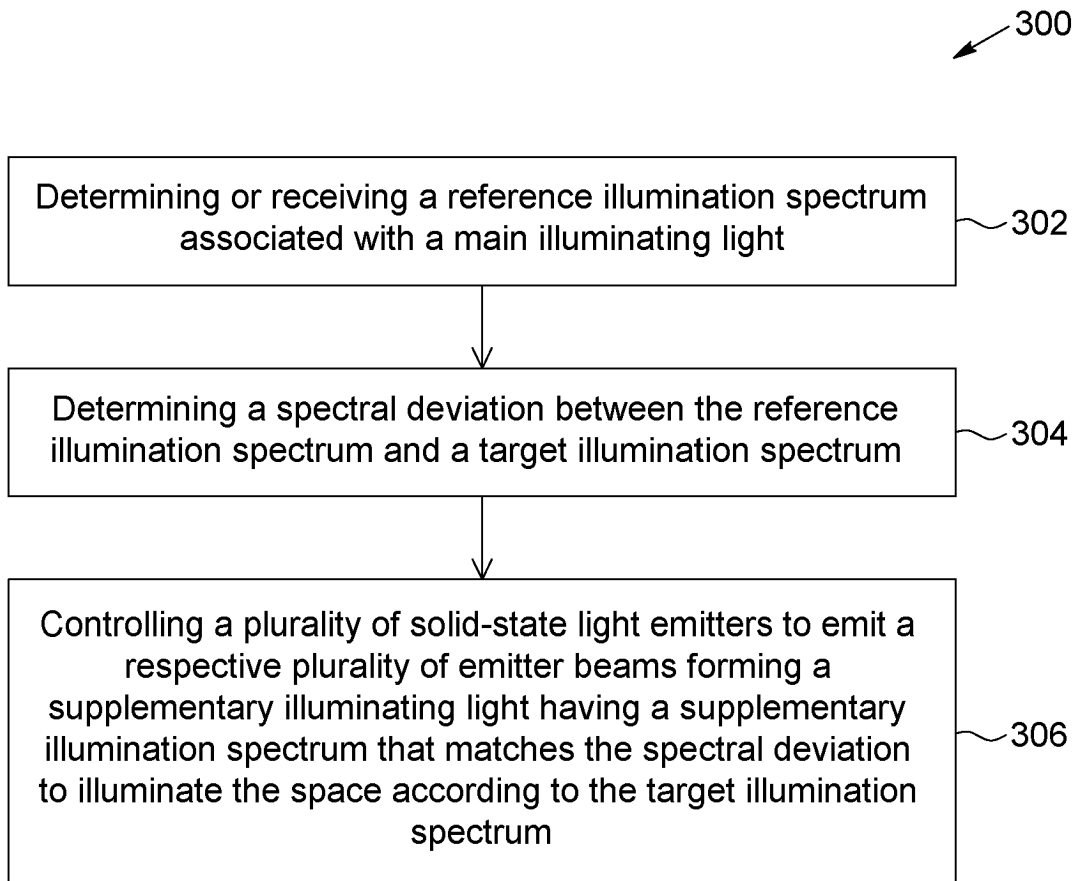 300
Determining or receiving a reference illumination spectrum
associated with a main illuminating light
302
Determining a spectral deviation between the reference
illumination spectrum and a target illumination spectrum
304
Controlling a plurality of solid-state light emitters to emit a
respective plurality of emitter beams forming a
supplementary illuminating light having a supplementary
illumination spectrum that matches the spectral deviation
to illuminate the space according to the target illumination
spectrum
306